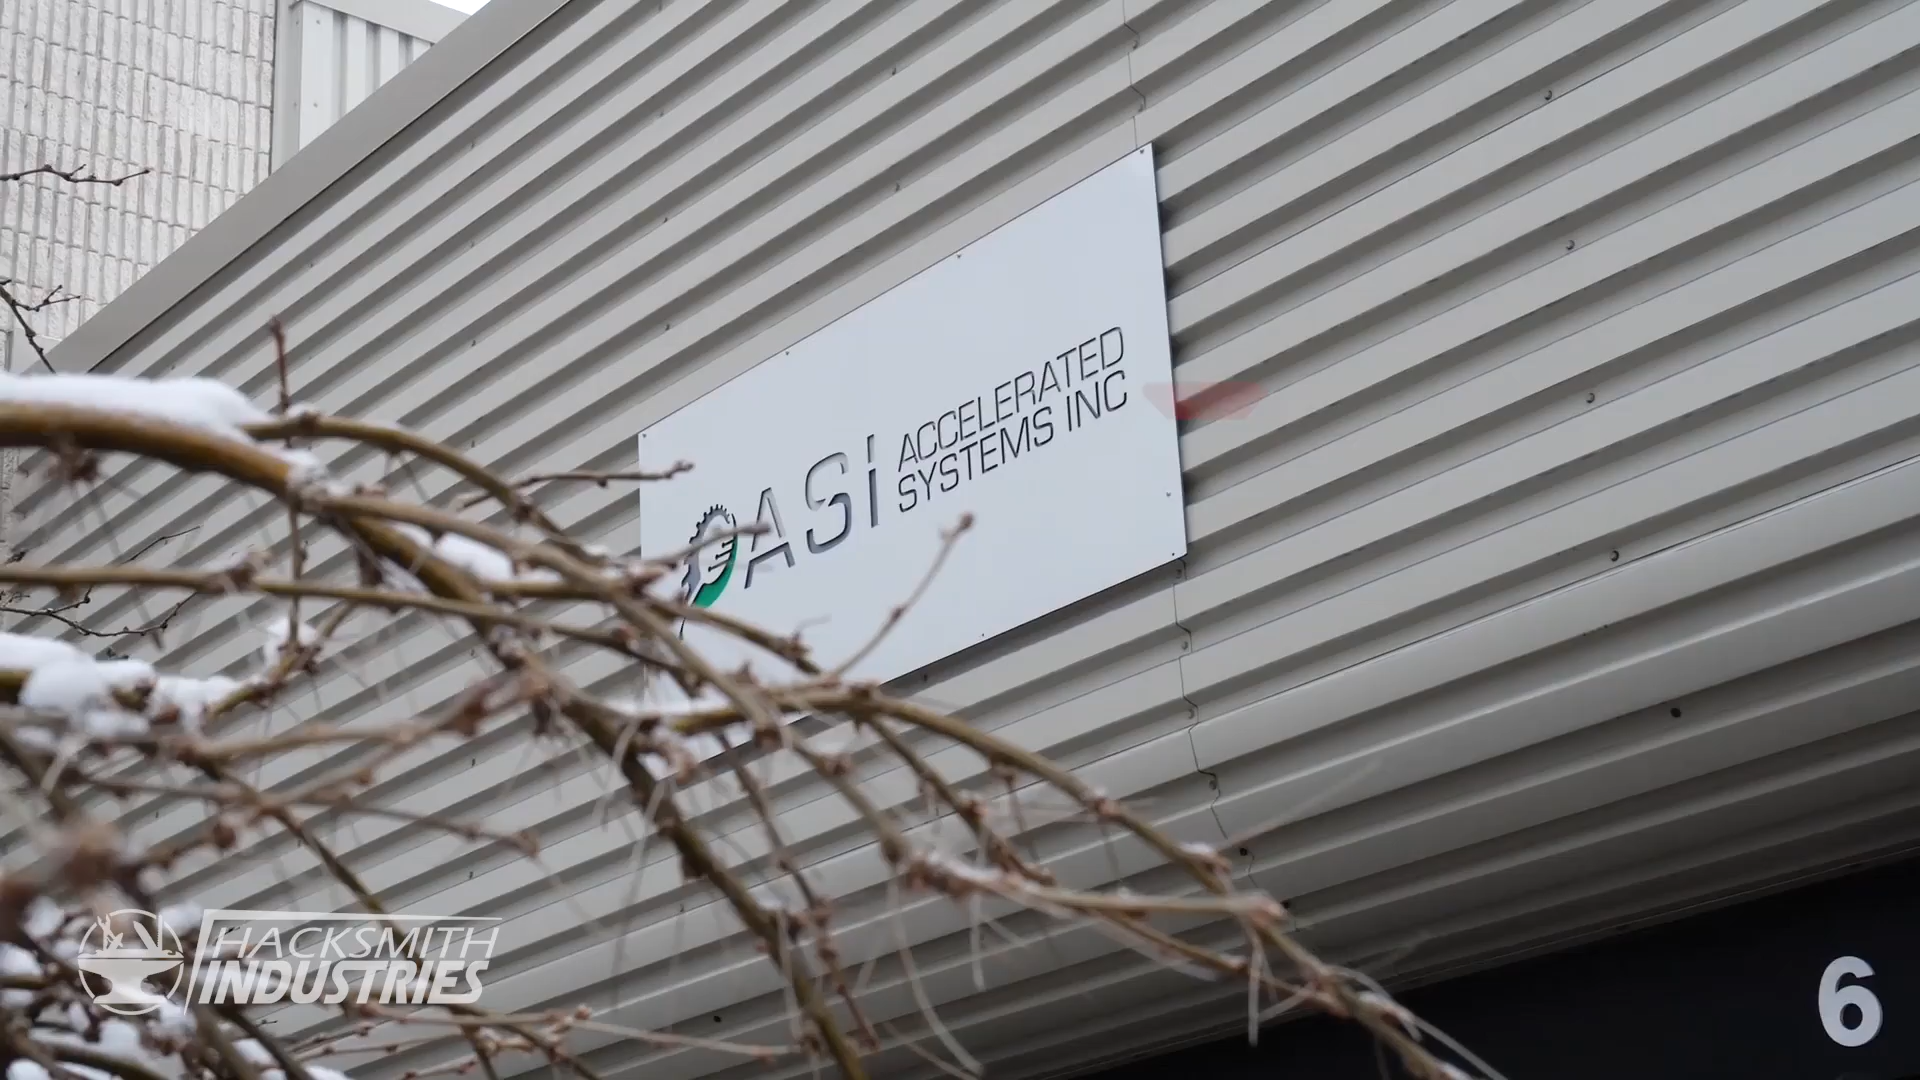 ASI
ACCELERATED
SYSTEMS INC
HACKSMITH
INDUSTRIES
6